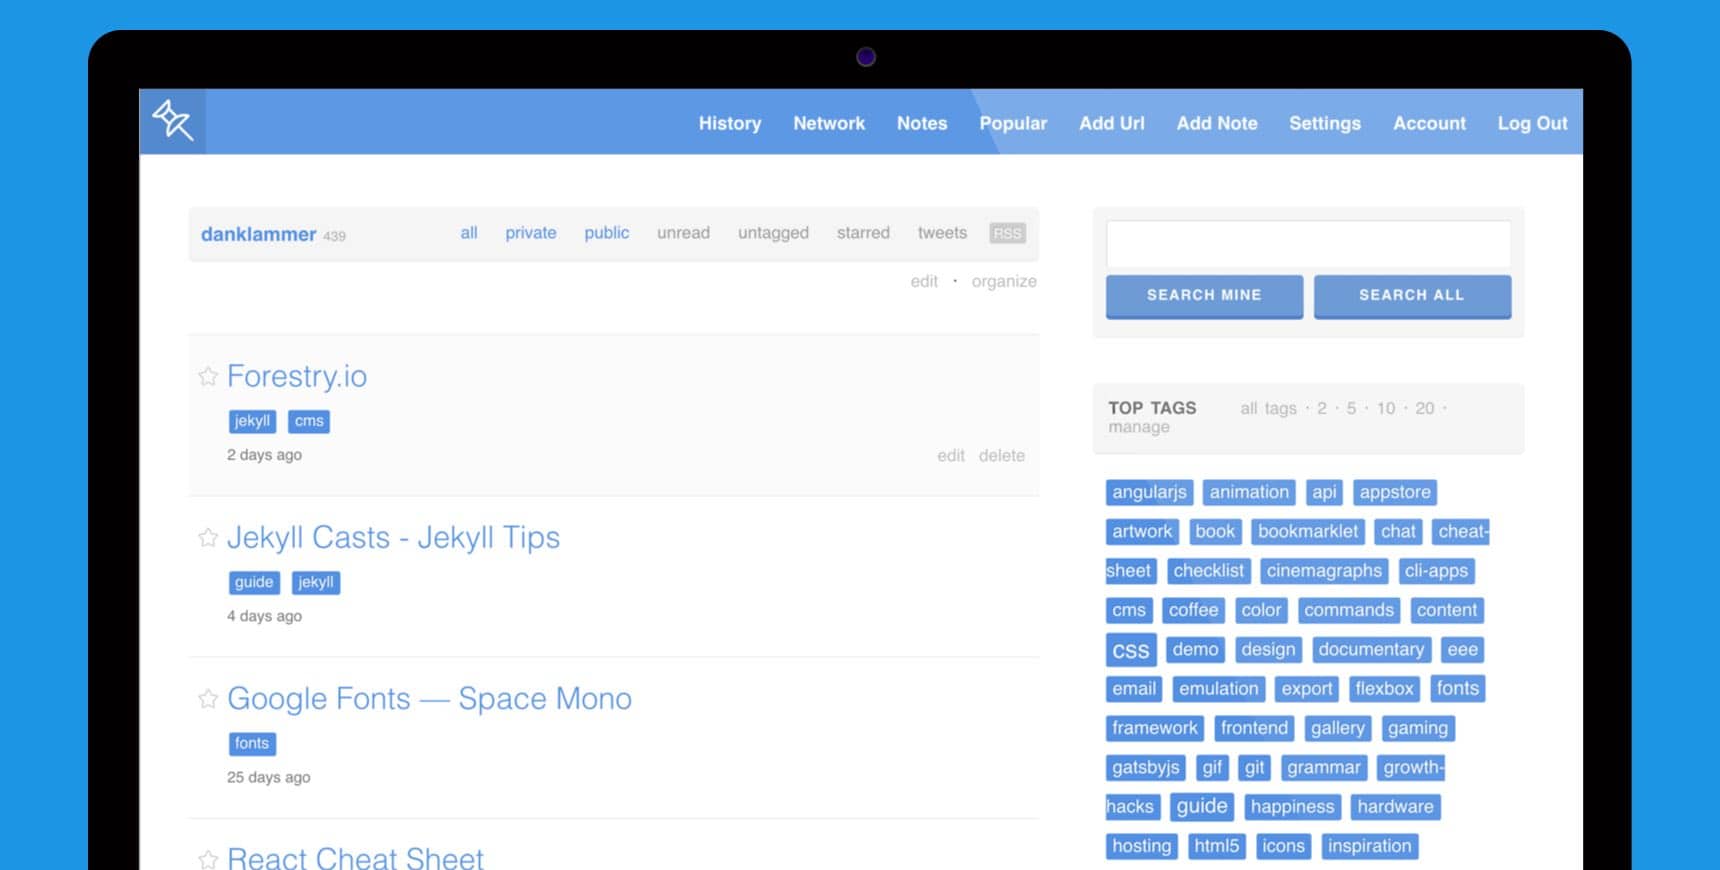 History Network Notes Popular Add Url Add Note Settings Account Log Out
danklammer 439 all private public unread untagged starred tweets RSS
edit · organize
Forestry.io
jekyll cms
2 days ago
edit delete
Jekyll Casts - Jekyll Tips
guide jekyll
4 days ago
Google Fonts — Space Mono
fonts
25 days ago
React Cheat Sheet
SEARCH MINE SEARCH ALL
TOP TAGS all tags · 2 · 5 · 10 · 20 ·
manage
angularjs animation api appstore
artwork book bookmarklet chat cheat-
sheet checklist cinemagraphs cli-apps
cms coffee color commands content
css demo design documentary eee
email emulation export flexbox fonts
framework frontend gallery gaming
gatsbyjs gif git grammar growth-
hacks guide happiness hardware
hosting html5 icons inspiration